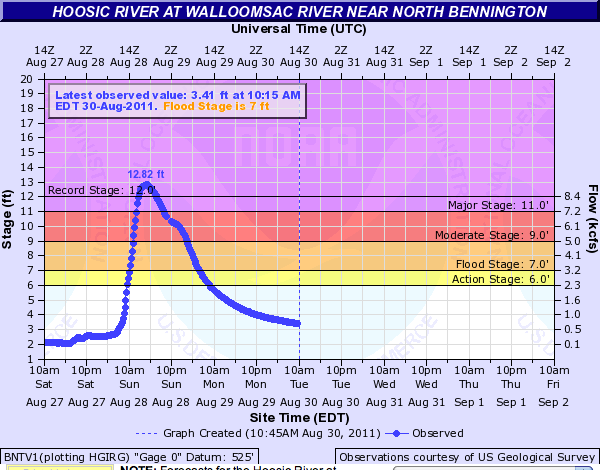 HOOSIC RIVER AT WALLOOMSAC RIVER NEAR NORTH BENNINGTON
Universal Time (UTC)
14Z 2Z 14Z 2Z 14Z 2Z 14Z 2Z 14Z 2Z 14Z 2Z 14Z
Aug 27 Aug 28 Aug 28 Aug 29 Aug 29 Aug 30 Aug 30 Aug 31 Aug 31 Sep 1 Sep 1 Sep 2 Sep 2
Latest observed value: 3.41 ft at 10:15 AM
EDT 30-Aug-2011. Flood Stage is 7 ft
12.82 ft
Record Stage: 12.0'
Major Stage: 11.0'
Moderate Stage: 9.0'
Flood Stage: 7.0'
Action Stage: 6.0'
Stage (ft)
20
19
18
17
16
15
14
13
12
11
10
9
8
7
6
5
4
3
2
1
Flow (kcfs)
8.4
7.2
6.1
5.0
4.1
3.2
2.3
1.6
1.0
0.5
0.1
10am 10pm 10am 10pm 10am 10pm 10am 10pm 10am 10pm 10am 10pm 10am
Sat Sat Sun Sun Mon Mon Tue Tue Wed Wed Thu Thu Fri
Aug 27 Aug 27 Aug 28 Aug 28 Aug 29 Aug 29 Aug 30 Aug 30 Aug 31 Aug 31 Sep 1 Sep 1 Sep 2
Site Time (EDT)
Graph Created (10:45AM Aug 30, 2011) Observed
BNTV1(plotting HGIRG) "Gage 0" Datum: 525'
Observations courtesy of US Geological Survey
NOTE: Forecasts for the Hoosic River at